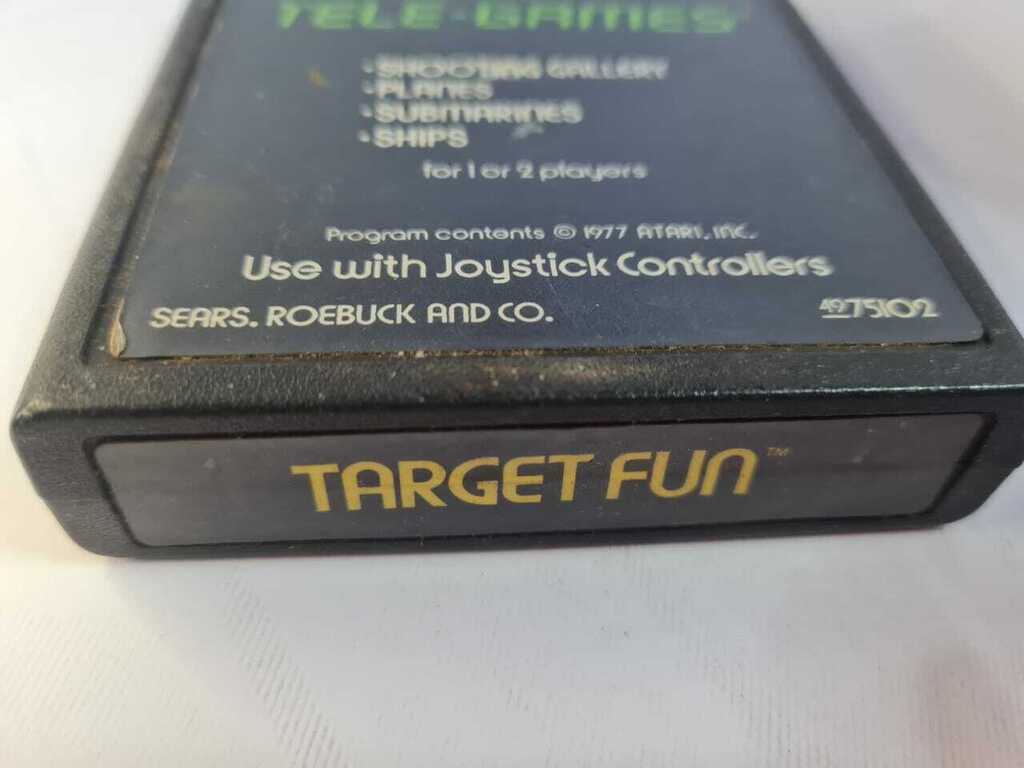 TELE-GAMES
•SHOOTING GALLERY
•PLANES
•SUBMARINES
•SHIPS
for 1 or 2 players
Program contents © 1977 ATARI, INC.
Use with Joystick Controllers
SEARS. ROEBUCK AND CO. 4975102
TARGET FUN™